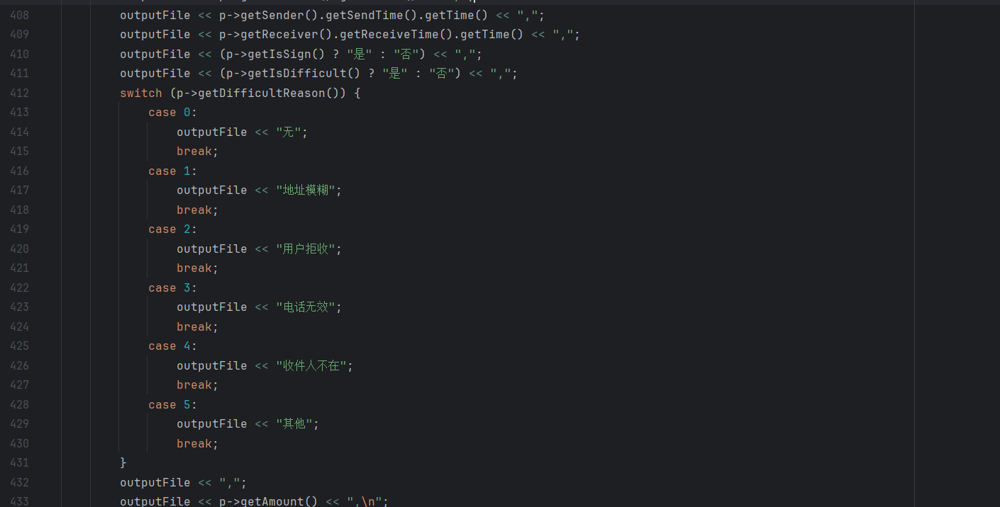 408 outputFile << p->getSender().getSendTime().getTime() << ",";
409 outputFile << p->getReceiver().getReceiveTime().getTime() << ",";
410 outputFile << (p->getIsSign() ? "是" : "否") << ",";
411 outputFile << (p->getIsDifficult() ? "是" : "否") << ",";
412 switch (p->getDifficultReason()) {
413 case 0:
414 outputFile << "无";
415 break;
416 case 1:
417 outputFile << "地址模糊";
418 break;
419 case 2:
420 outputFile << "用户拒收";
421 break;
422 case 3:
423 outputFile << "电话无效";
424 break;
425 case 4:
426 outputFile << "收件人不在";
427 break;
428 case 5:
429 outputFile << "其他";
430 break;
431 }
432 outputFile << ",";
433 outputFile << p->getAmount() << ",\n";